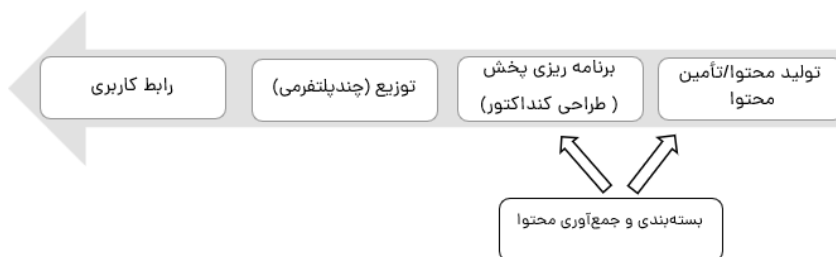 تولید محتوا/تأمین
محتوا
برنامه ریزی پخش
( طراحی کنداکتور)
توزیع (چندپلتفرمی)
رابط کاربری
بسته‌بندی و جمع‌آوری محتوا